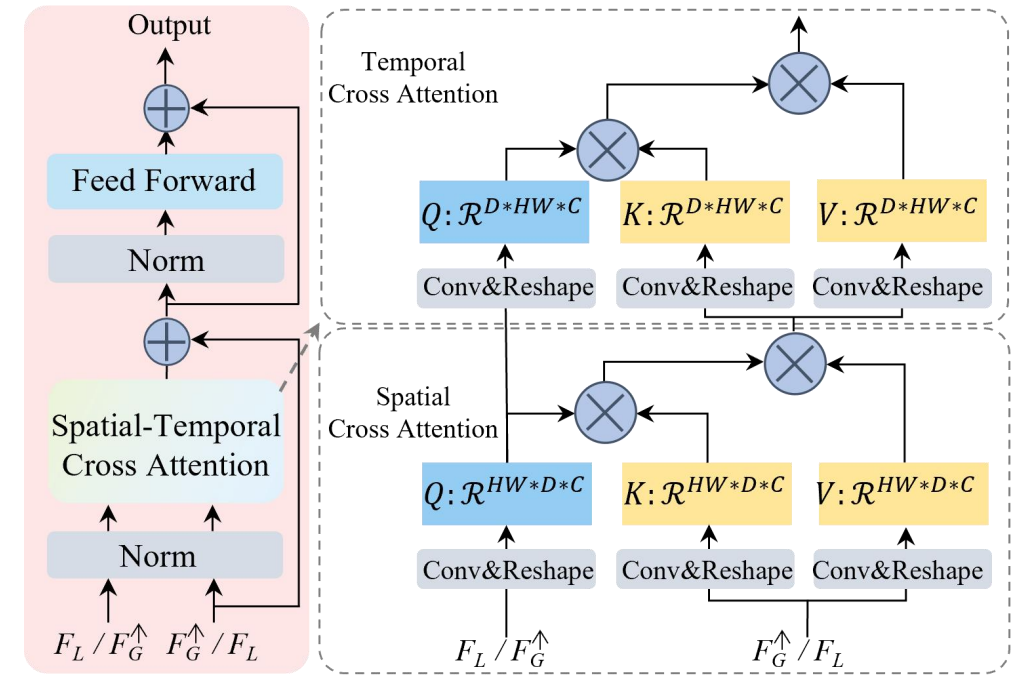 Output
Feed Forward
Norm
Spatial-Temporal
Cross Attention
Norm
F_L / F_G^↑ F_G^↑ / F_L
Temporal
Cross Attention
Q: ℛ^{D*HW*C} K: ℛ^{D*HW*C} V: ℛ^{D*HW*C}
Conv&Reshape Conv&Reshape Conv&Reshape
Spatial
Cross Attention
Q: ℛ^{HW*D*C} K: ℛ^{HW*D*C} V: ℛ^{HW*D*C}
Conv&Reshape Conv&Reshape Conv&Reshape
F_L / F_G^↑ F_G^↑ / F_L